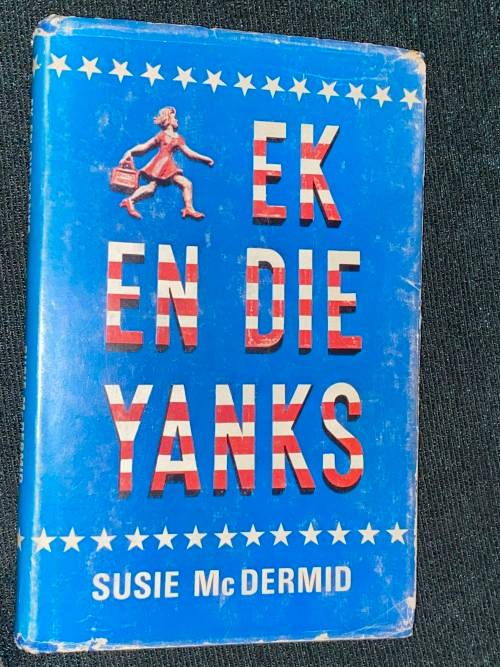 EK
EN DIE
YANKS
SUSIE McDERMID